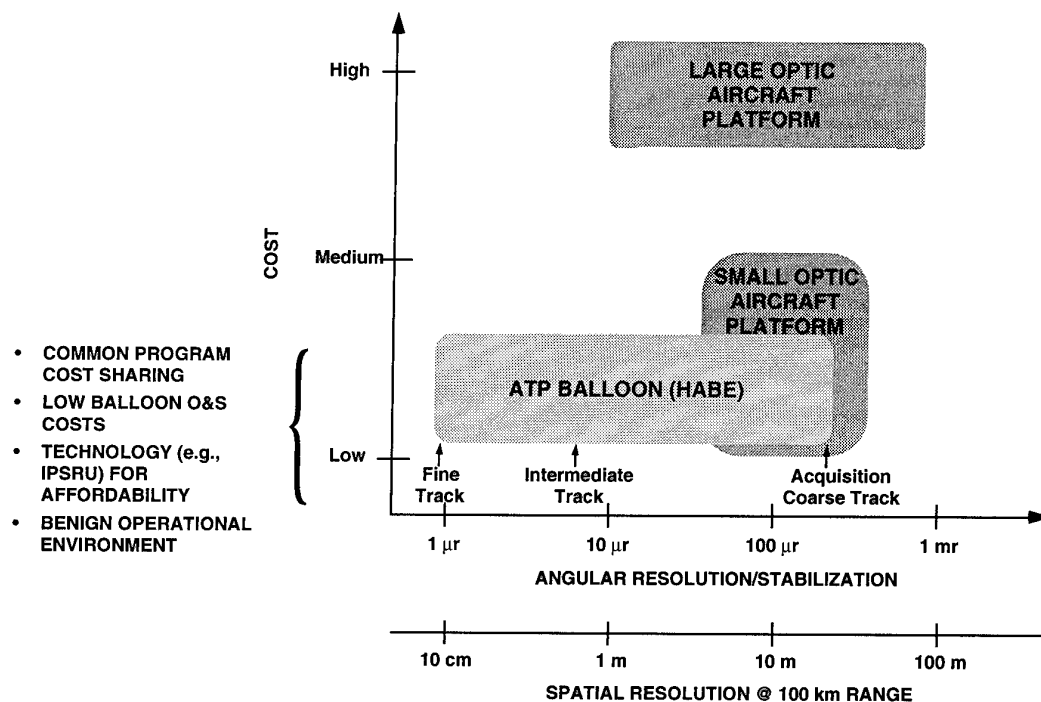 High
LARGE OPTIC
AIRCRAFT
PLATFORM
COST
Medium
SMALL OPTIC
AIRCRAFT
PLATFORM
• COMMON PROGRAM
COST SHARING
• LOW BALLOON O&S
COSTS
• TECHNOLOGY (e.g.,
IPSRU) FOR
AFFORDABILITY
• BENIGN OPERATIONAL
ENVIRONMENT
ATP BALLOON (HABE)
Low
Fine
Track
Intermediate
Track
Acquisition
Coarse Track
1 μr 10 μr 100 μr 1 mr
ANGULAR RESOLUTION/STABILIZATION
10 cm 1 m 10 m 100 m
SPATIAL RESOLUTION @ 100 km RANGE